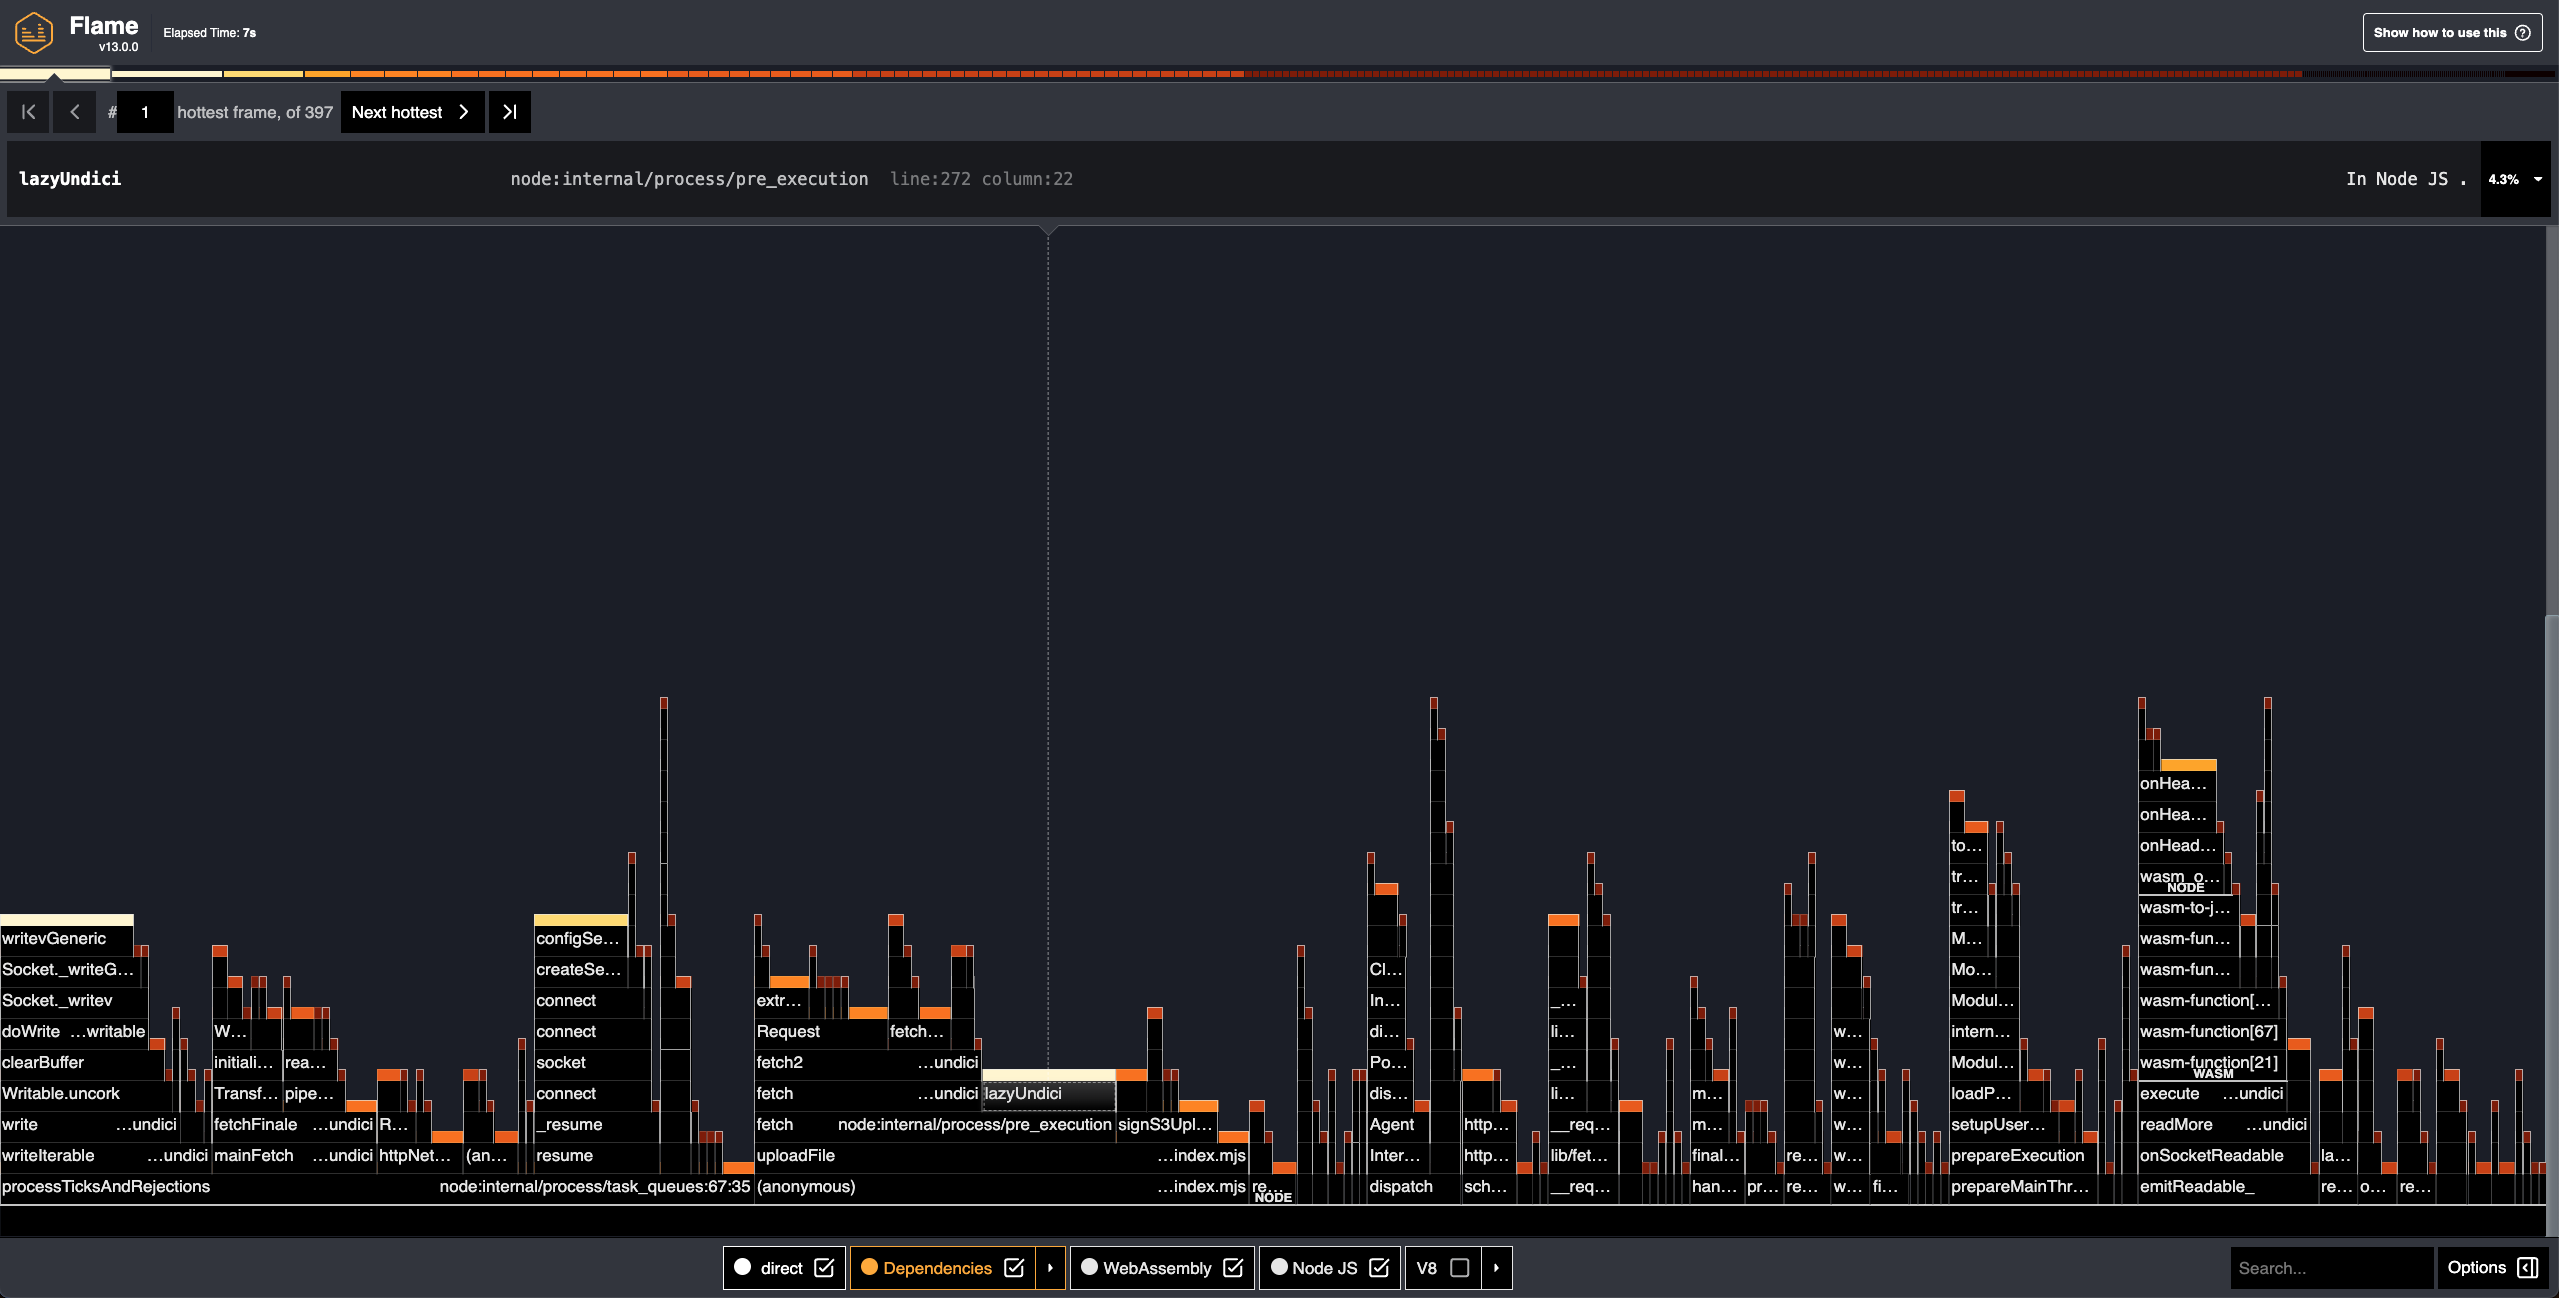 Flame
v13.0.0
Elapsed Time: 7s
Show how to use this
# 1 hottest frame, of 397 Next hottest
lazyUndici node:internal/process/pre_execution line:272 column:22 In Node JS . 4.3%
onHea...
onHea...
to... onHead...
tr... wasm_o...
NODE
tr... wasm-to-j...
writevGeneric configSe... M... wasm-fun...
Socket._writeG... createSe... Cl... Mo... wasm-fun...
Socket._writev connect extr... In... _... Modul... wasm-function[...
doWrite ...writable W... connect Request fetch... di... li... w... intern... wasm-function[67]
clearBuffer initiali... rea... socket fetch2 ...undici Po... _... w... Modul... wasm-function[21]
WASM
Writable.uncork Transf... pipe... connect fetch ...undici lazyUndici dis... li... m... w... loadP... execute ...undici
write ...undici fetchFinale ...undici R... _resume fetch node:internal/process/pre_execution signS3Upl... Agent http... __req... m... w... setupUser... readMore ...undici
writeIterable ...undici mainFetch ...undici httpNet... (an... resume uploadFile ...index.mjs Inter... http... lib/fet... final... re... w... prepareExecution onSocketReadable la...
processTicksAndRejections node:internal/process/task_queues:67:35 (anonymous) ...index.mjs re... dispatch sch... __req... han... pr... re... w... fi... prepareMainThr... emitReadable_ re... o... re...
NODE
direct Dependencies WebAssembly Node JS V8 Search... Options